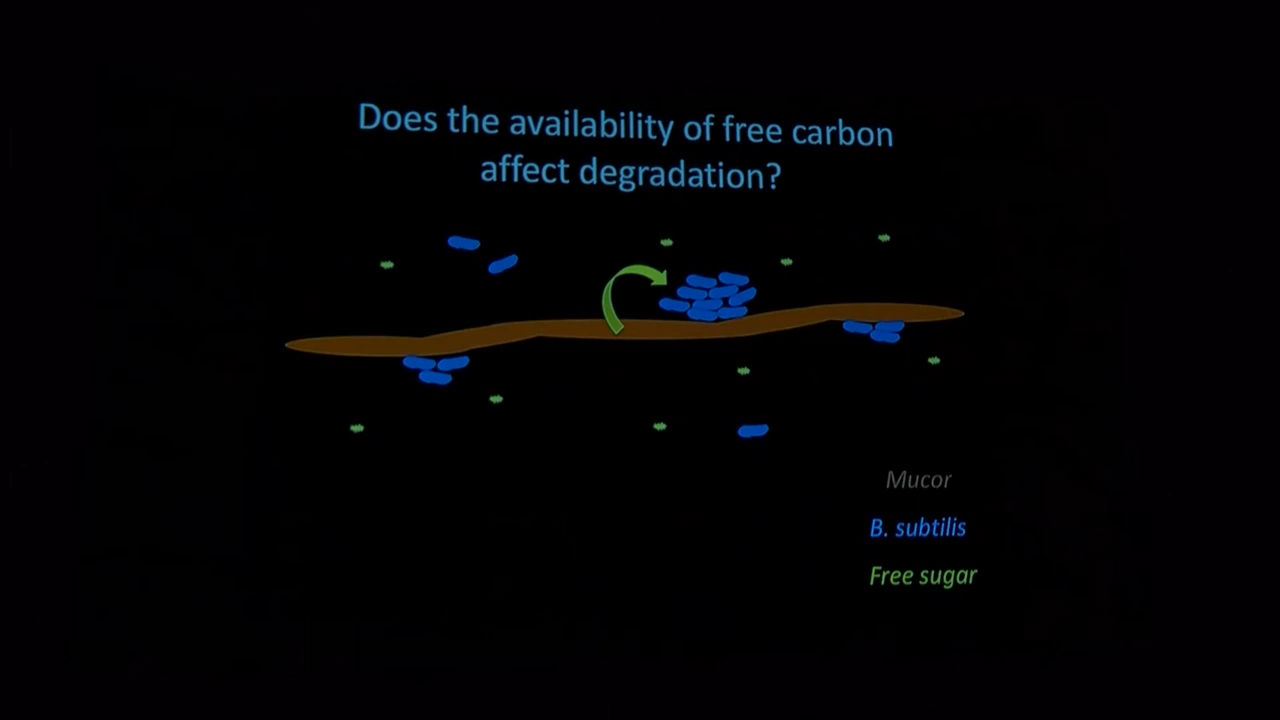 Does the availability of free carbon
affect degradation?
Mucor
B. subtilis
Free sugar